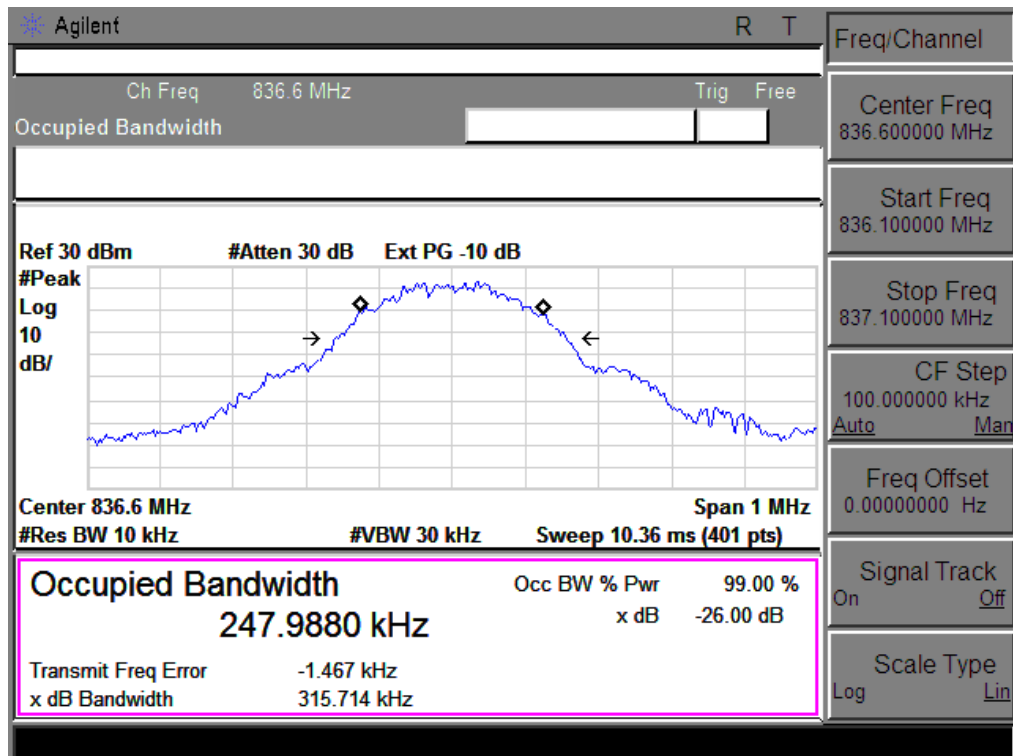 Agilent R T
Ch Freq 836.6 MHz Trig Free
Occupied Bandwidth
Ref 30 dBm #Atten 30 dB Ext PG -10 dB
#Peak
Log
10
dB/
Center 836.6 MHz Span 1 MHz
#Res BW 10 kHz #VBW 30 kHz Sweep 10.36 ms (401 pts)
Occupied Bandwidth Occ BW % Pwr 99.00 %
247.9880 kHz x dB -26.00 dB
Transmit Freq Error -1.467 kHz
x dB Bandwidth 315.714 kHz
Freq/Channel
Center Freq
836.600000 MHz
Start Freq
836.100000 MHz
Stop Freq
837.100000 MHz
CF Step
100.000000 kHz
Auto Man
Freq Offset
0.00000000 Hz
Signal Track
On Off
Scale Type
Log Lin